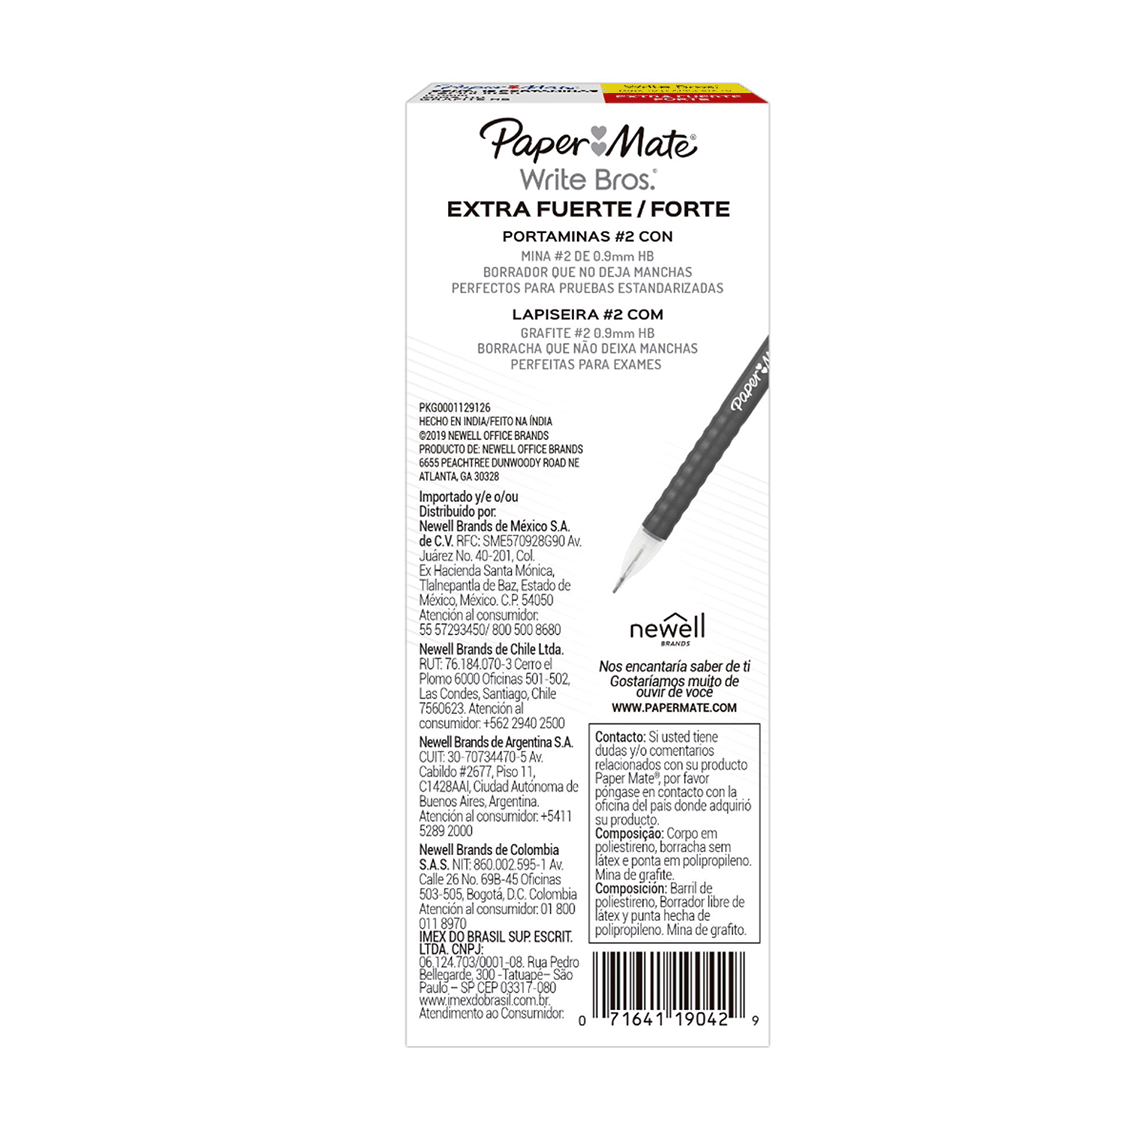 Paper Mate
Write Bros.
EXTRA FUERTE
FORTE
Paper Mate®
Write Bros.®
EXTRA FUERTE / FORTE
PORTAMINAS #2 CON
MINA #2 DE 0.9mm HB
BORRADOR QUE NO DEJA MANCHAS
PERFECTOS PARA PRUEBAS ESTANDARIZADAS
LAPISEIRA #2 COM
GRAFITE #2 0.9mm HB
BORRACHA QUE NÃO DEIXA MANCHAS
PERFEITAS PARA EXAMES
Paper Mate
PKG0001129126
HECHO EN INDIA/FEITO NA ÍNDIA
©2019 NEWELL OFFICE BRANDS
PRODUCTO DE: NEWELL OFFICE BRANDS
6655 PEACHTREE DUNWOODY ROAD NE
ATLANTA, GA 30328
Importado y/e o/ou
Distribuido por:
Newell Brands de México S.A.
de C.V. RFC: SME570928G90 Av.
Juárez No. 40-201, Col.
Ex Hacienda Santa Mónica,
Tlalnepantla de Baz, Estado de
México, México. C.P. 54050
Atención al consumidor:
55 57293450/ 800 500 8680
Newell Brands de Chile Ltda.
RUT: 76.184.070-3 Cerro el
Plomo 6000 Oficinas 501-502,
Las Condes, Santiago, Chile
7560623. Atención al
consumidor: +562 2940 2500
Newell Brands de Argentina S.A.
CUIT: 30-70734470-5 Av.
Cabildo #2677, Piso 11,
C1428AAI, Ciudad Autónoma de
Buenos Aires, Argentina.
Atención al consumidor: +5411
5289 2000
Newell Brands de Colombia
S.A.S. NIT: 860.002.595-1 Av.
Calle 26 No. 69B-45 Oficinas
503-505, Bogotá, D.C. Colombia
Atención al consumidor: 01 800
011 8970
IMEX DO BRASIL SUP. ESCRIT.
LTDA. CNPJ:
06.124.703/0001-08. Rua Pedro
Bellegarde, 300 -Tatuapé– São
Paulo – SP CEP 03317-080
www.imexdobrasil.com.br.
Atendimento ao Consumidor:
newell
BRANDS
Nos encantaría saber de ti
Gostaríamos muito de
ouvir de você
WWW.PAPERMATE.COM
Contacto: Si usted tiene
dudas y/o comentarios
relacionados con su producto
Paper Mate®, por favor
póngase en contacto con la
oficina del país donde adquirió
su producto.
Composição: Corpo em
poliestireno, borracha sem
látex e ponta em polipropileno.
Mina de grafite.
Composición: Barril de
poliestireno, Borrador libre de
látex y punta hecha de
polipropileno. Mina de grafito.
0 71641 19042 9